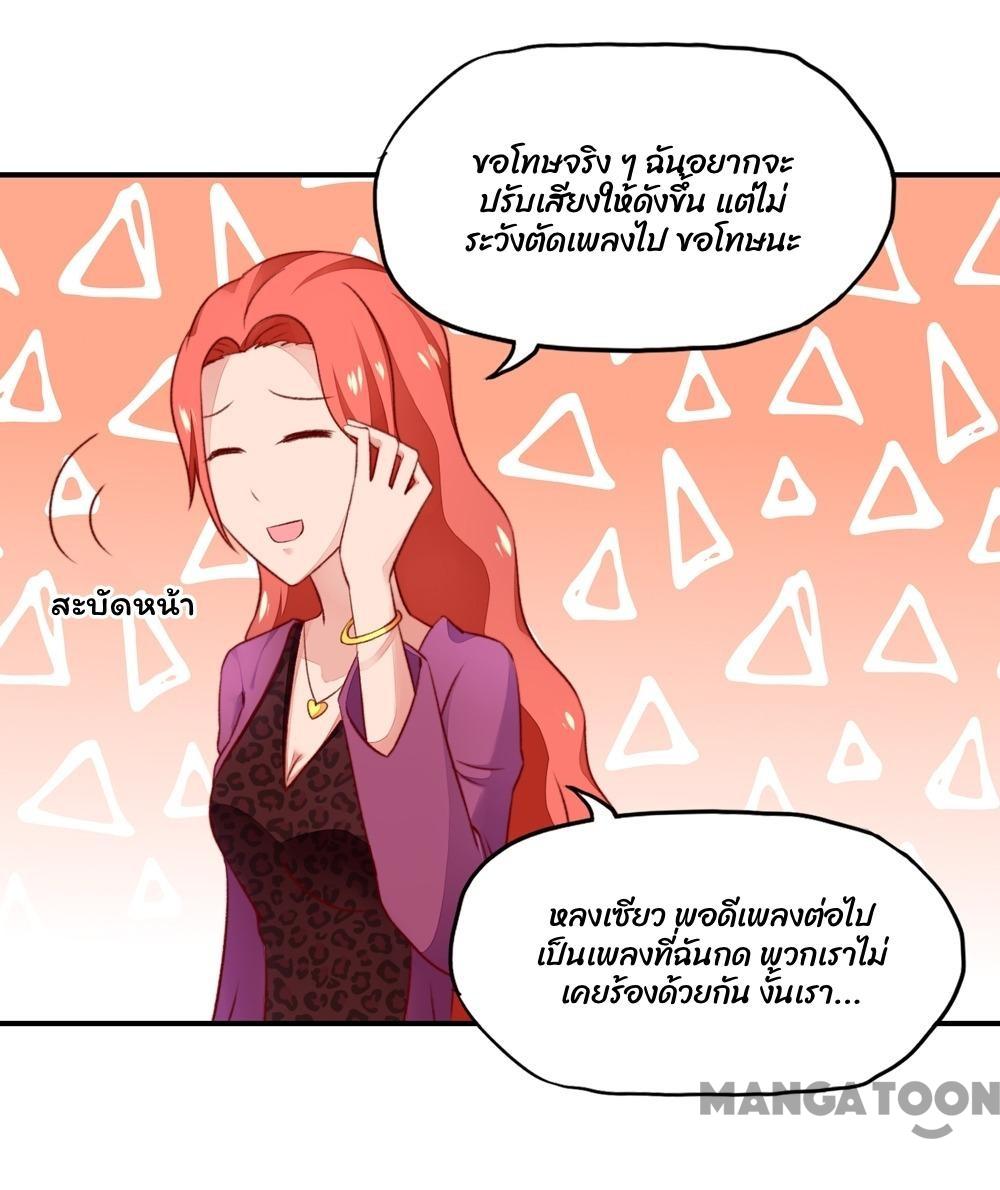 ขอโทษจริง ๆ ฉันอยากจะ
ปรับเสียงให้ดังขึ้น แต่ไม่
ระวังตัดเพลงไป ขอโทษนะ
สะบัดหน้า
หลงเซียว พอดีเพลงต่อไป
เป็นเพลงที่ฉันกด พวกเราไม่
เคยร้องด้วยกัน งั้นเรา...
MANGATOON